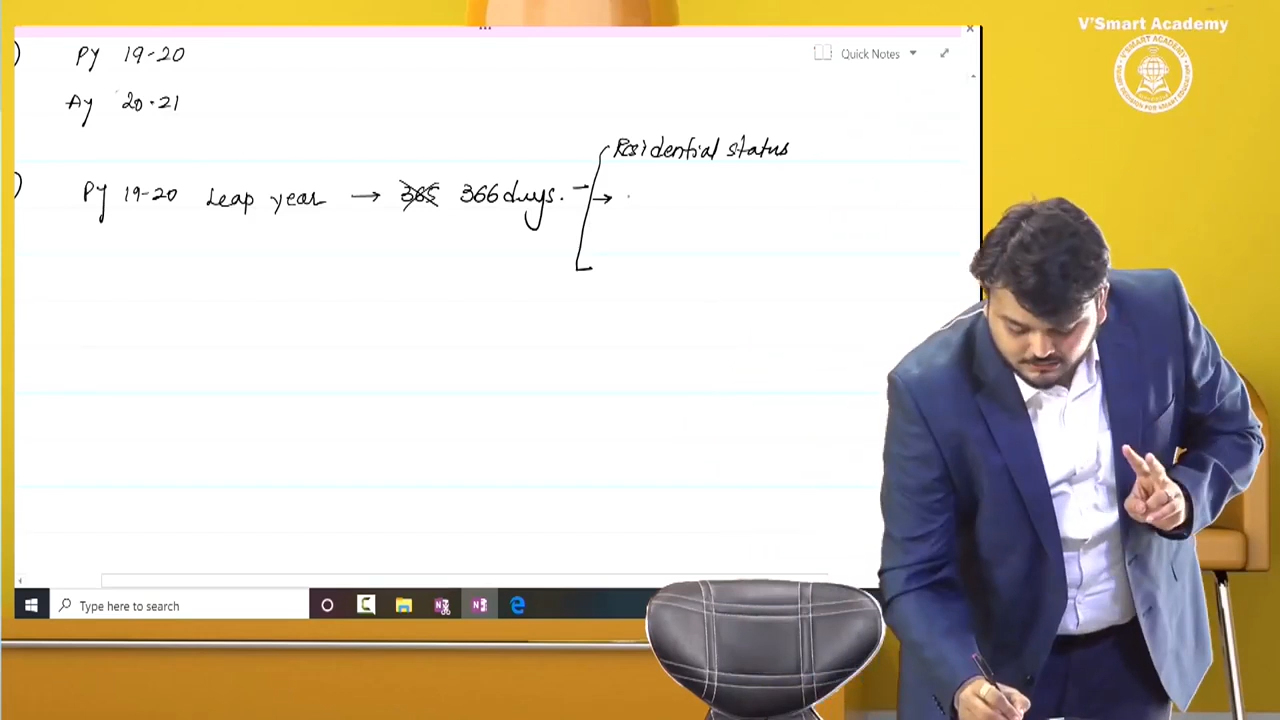 V'Smart Academy
Quick Notes
) Py 19-20
Ay 20-21
Residential status
) Py 19-20 Leap year → 365 366 days. →
Type here to search